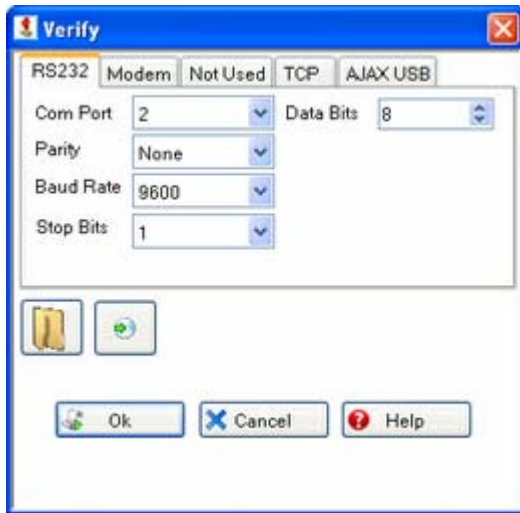 Verify
RS232 Modem Not Used TCP AJAX USB
Com Port 2 Data Bits 8
Parity None
Baud Rate 9600
Stop Bits 1
Ok Cancel Help